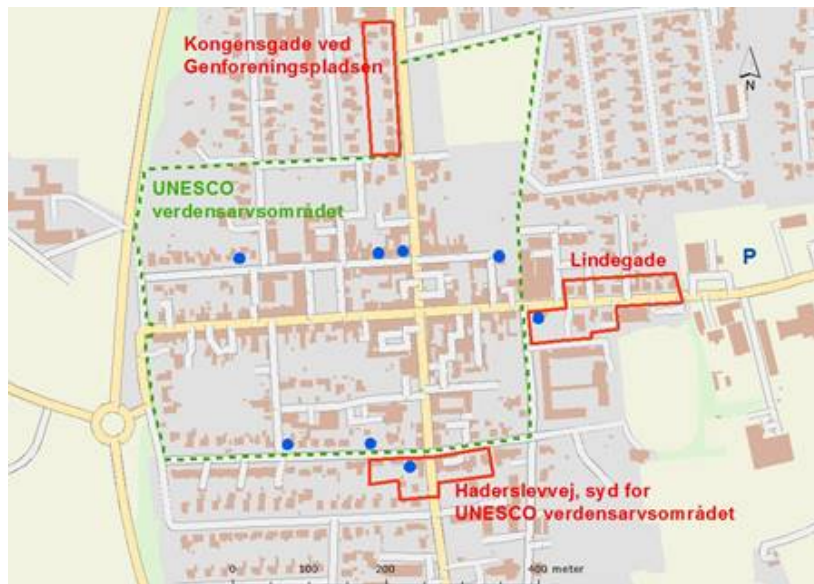 Kongensgade ved
Genforeningspladsen
N
UNESCO
verdensarvsområdet
Lindegade
P
Haderslevvej, syd for
UNESCO verdensarvsområdet
0 100 200 400 meter